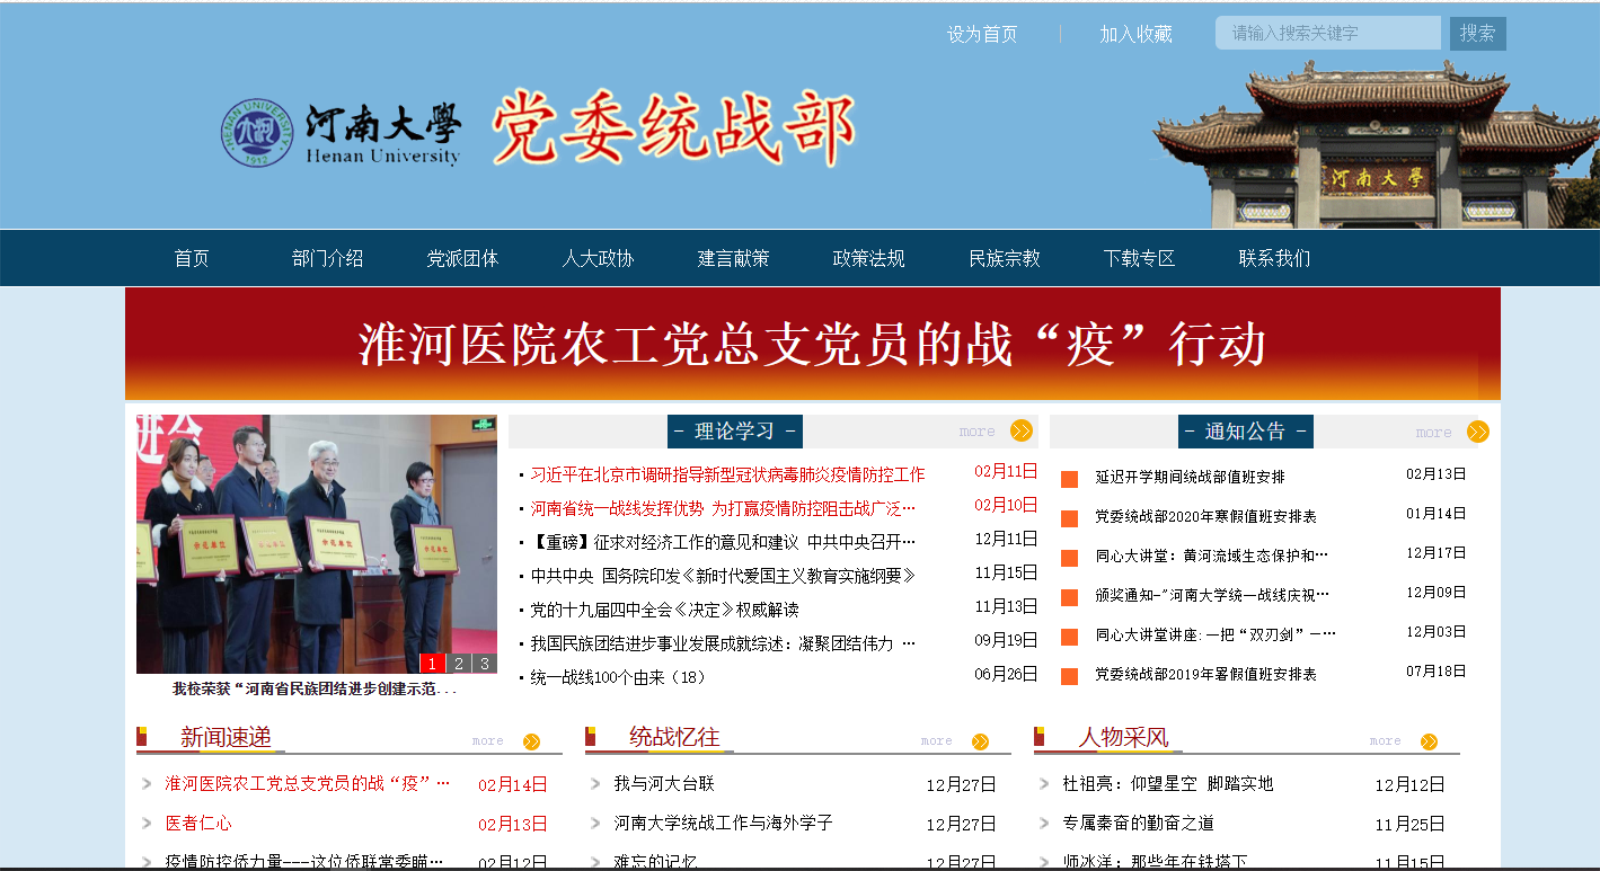 设为首页 | 加入收藏 请输入搜索关键字 搜索
HENAN UNIVERSITY
1912
河南大學 党委统战部
Henan University
河南大學
首页 部门介绍 党派团体 人大政协 建言献策 政策法规 民族宗教 下载专区 联系我们
淮河医院农工党总支党员的战“疫”行动
1 2 3
我校荣获“河南省民族团结进步创建示范...
- 理论学习 - more
习近平在北京市调研指导新型冠状病毒肺炎疫情防控工作 02月11日
河南省统一战线发挥优势 为打赢疫情防控阻击战广泛… 02月10日
【重磅】征求对经济工作的意见和建议 中共中央召开… 12月11日
中共中央 国务院印发《新时代爱国主义教育实施纲要》 11月15日
党的十九届四中全会《决定》权威解读 11月13日
我国民族团结进步事业发展成就综述：凝聚团结伟力 … 09月19日
统一战线100个由来（18） 06月26日
- 通知公告 - more
延迟开学期间统战部值班安排 02月13日
党委统战部2020年寒假值班安排表 01月14日
同心大讲堂：黄河流域生态保护和… 12月17日
颁奖通知-"河南大学统一战线庆祝… 12月09日
同心大讲堂讲座:一把“双刃剑”—… 12月03日
党委统战部2019年署假值班安排表 07月18日
新闻速递 more
淮河医院农工党总支党员的战“疫”… 02月14日
医者仁心 02月13日
疫情防控侨力量---这位侨联常委瞄… 02月12日
统战忆往 more
我与河大台联 12月27日
河南大学统战工作与海外学子 12月27日
难忘的记忆 12月27日
人物采风 more
杜祖亮：仰望星空 脚踏实地 12月12日
专属秦奋的勤奋之道 11月25日
师冰洋：那些年在铁塔下 11月15日